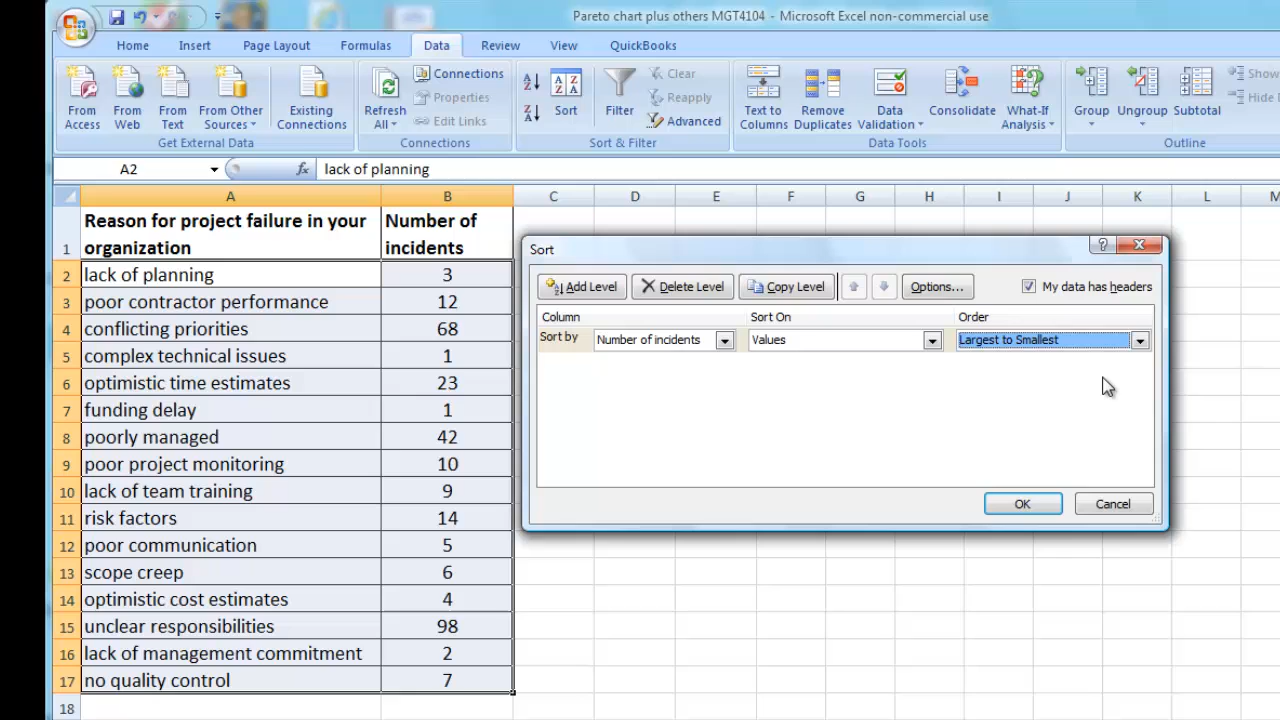 Pareto chart plus others MGT4104 - Microsoft Excel non-commercial use
Home Insert Page Layout Formulas Data Review View QuickBooks
From Access
From Web
From Text
From Other Sources
Existing Connections
Get External Data
Refresh All
Connections
Properties
Edit Links
Connections
Sort
Filter
Clear
Reapply
Advanced
Sort & Filter
Text to Columns
Remove Duplicates
Data Validation
Consolidate
What-If Analysis
Data Tools
Group
Ungroup
Subtotal
Show
Hide
Outline
A2 fx lack of planning
A B C D E F G H I J K L M
1 Reason for project failure in your organization Number of incidents
2 lack of planning 3
3 poor contractor performance 12
4 conflicting priorities 68
5 complex technical issues 1
6 optimistic time estimates 23
7 funding delay 1
8 poorly managed 42
9 poor project monitoring 10
10 lack of team training 9
11 risk factors 14
12 poor communication 5
13 scope creep 6
14 optimistic cost estimates 4
15 unclear responsibilities 98
16 lack of management commitment 2
17 no quality control 7
18
Sort
Add Level Delete Level Copy Level Options... My data has headers
Column Sort On Order
Sort by Number of incidents Values Largest to Smallest
OK Cancel